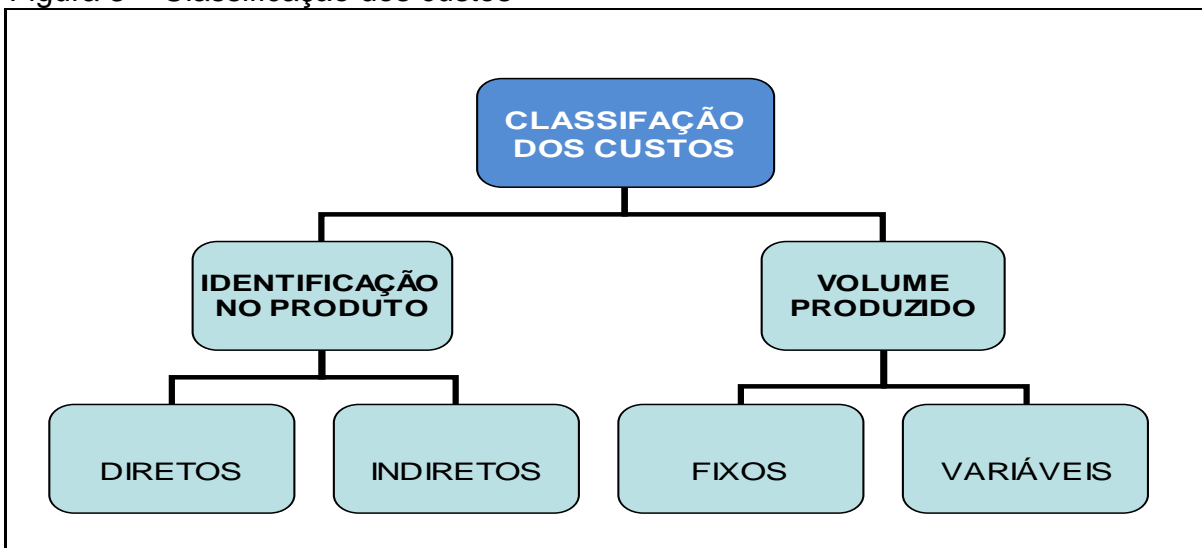 CLASSIFAÇÃO
DOS CUSTOS
IDENTIFICAÇÃO
NO PRODUTO
VOLUME
PRODUZIDO
DIRETOS
INDIRETOS
FIXOS
VARIÁVEIS